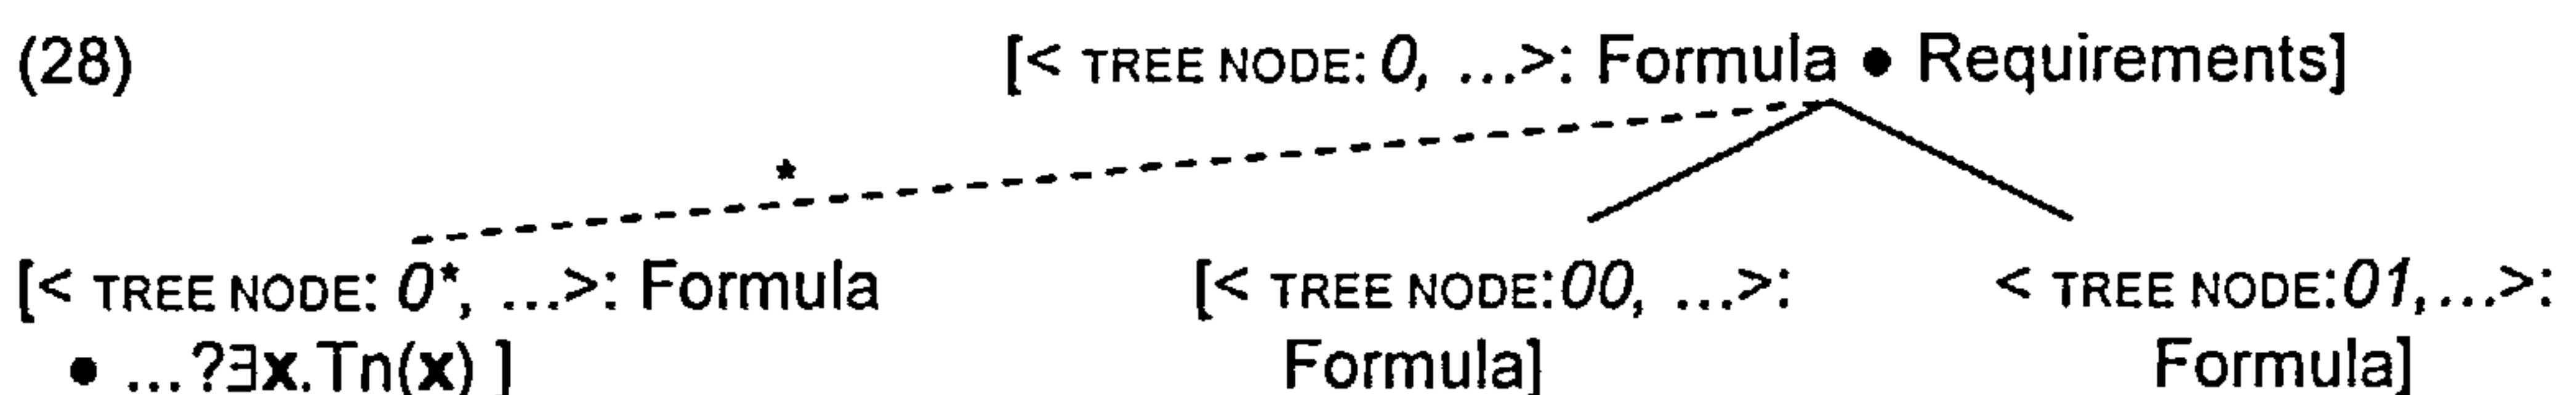 (28) [< TREE NODE: 0, ...>: Formula • Requirements]
*
[< TREE NODE: 0*, ...>: Formula [< TREE NODE:00, ...>: < TREE NODE:01,...>:
• ...?∃x.Tn(x) ] Formula] Formula]